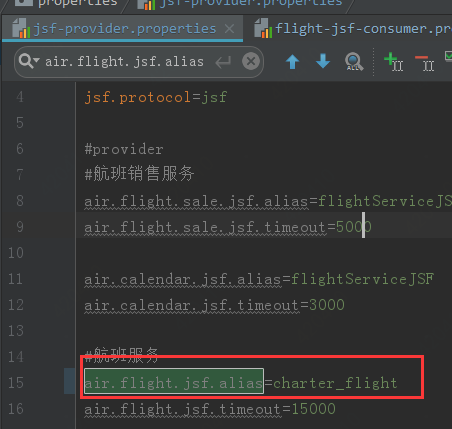 properties
jsf-provider.properties
jsf-provider.properties
flight-jsf-consumer.pr
air.flight.jsf.alias
4 jsf.protocol=jsf
5
6 #provider
7 #航班销售服务
8 air.flight.sale.jsf.alias=flightServiceJS
9 air.flight.sale.jsf.timeout=5000
10
11 air.calendar.jsf.alias=flightServiceJSF
12 air.calendar.jsf.timeout=3000
13
14 #航班服务
15 air.flight.jsf.alias=charter_flight
16 air.flight.jsf.timeout=15000